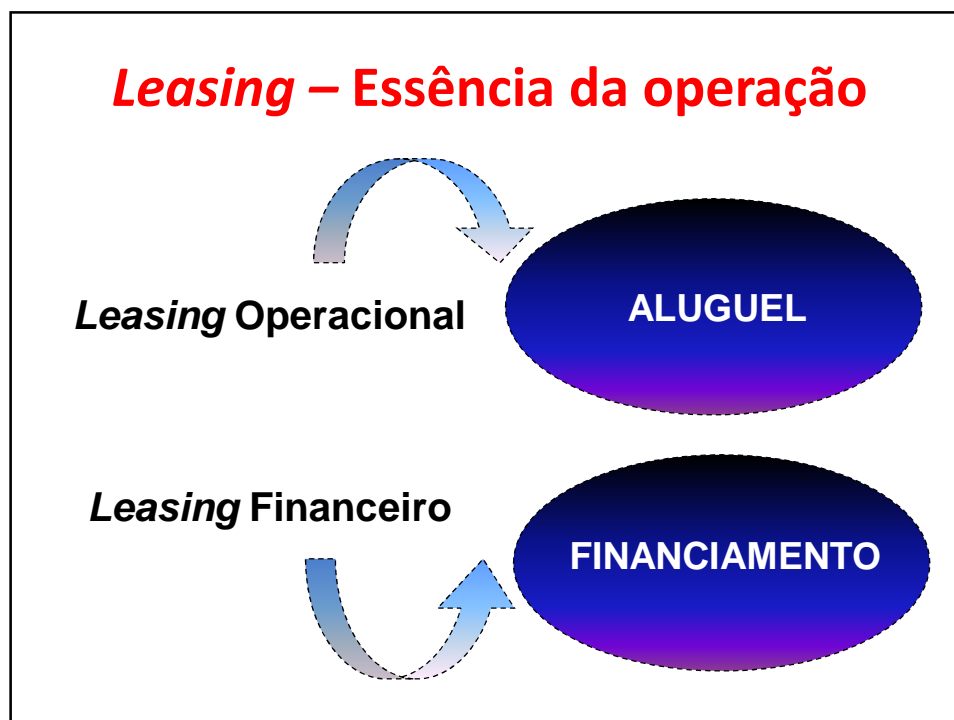 Leasing – Essência da operação
Leasing Operacional
ALUGUEL
Leasing Financeiro
FINANCIAMENTO